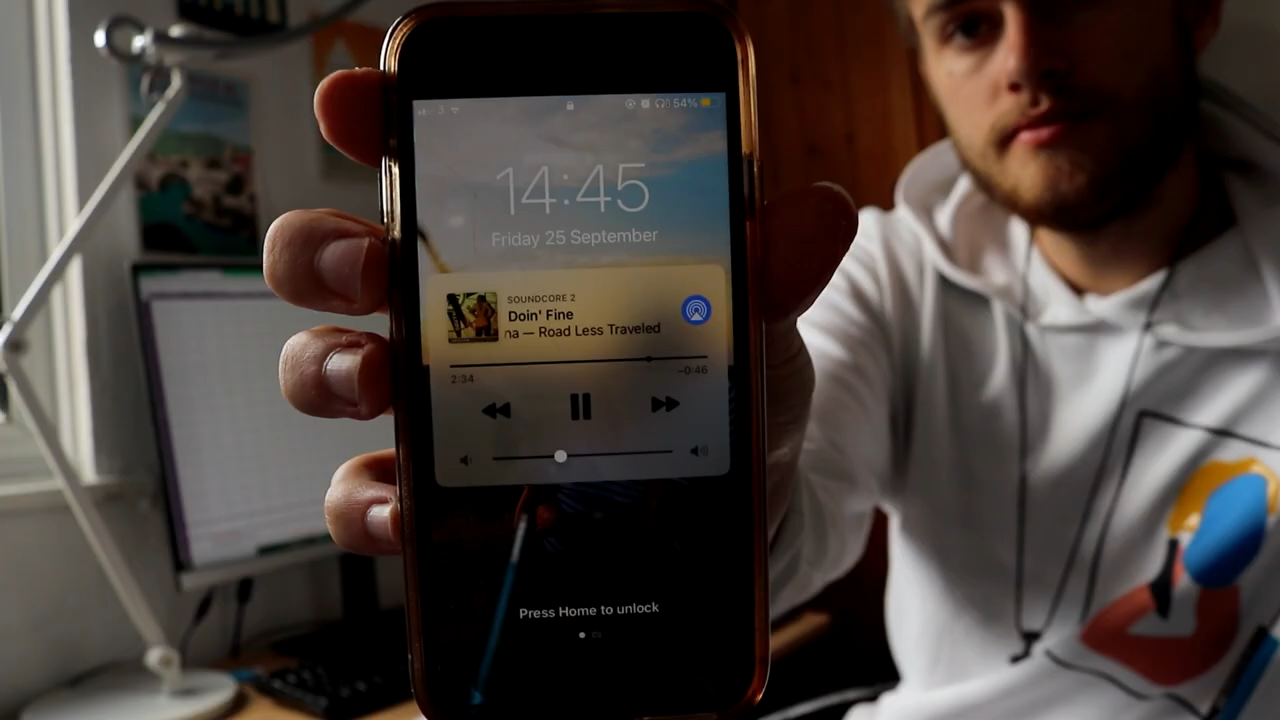 3 54%
14:45
Friday 25 September
SOUNDCORE 2
Doin' Fine
na — Road Less Traveled
2:34 -0:46
Press Home to unlock